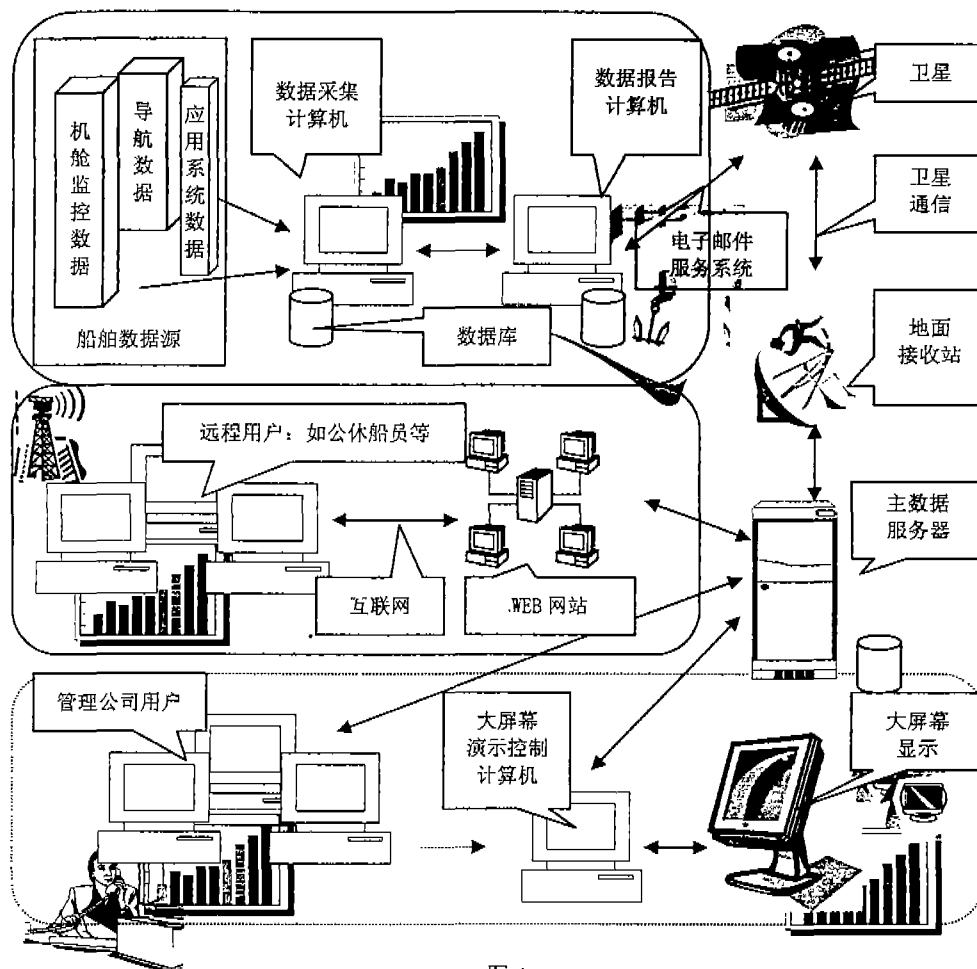 机舱监控数据
导航数据
应用系统数据
船舶数据源
数据采集
计算机
数据报告
计算机
卫星
卫星
通信
电子邮件
服务系统
数据库
地面
接收站
远程用户：如公休船员等
互联网
.WEB 网站
主数据
服务器
管理公司用户
大屏幕
演示控制
计算机
大屏幕
显示